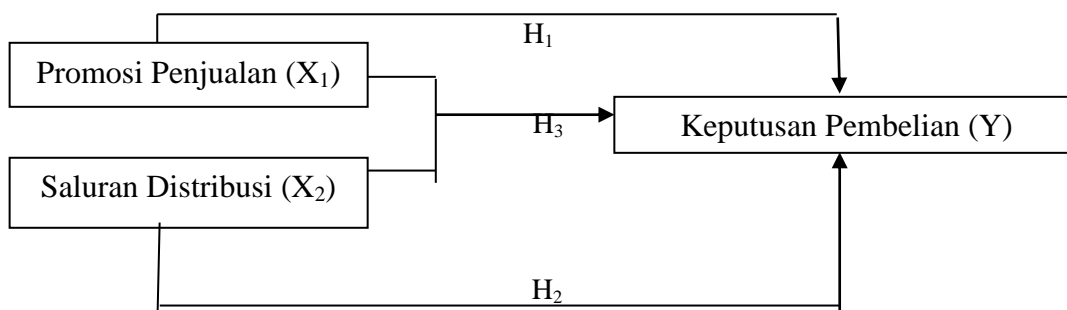 H₁
Promosi Penjualan (X₁)
H₃
Keputusan Pembelian (Y)
Saluran Distribusi (X₂)
H₂